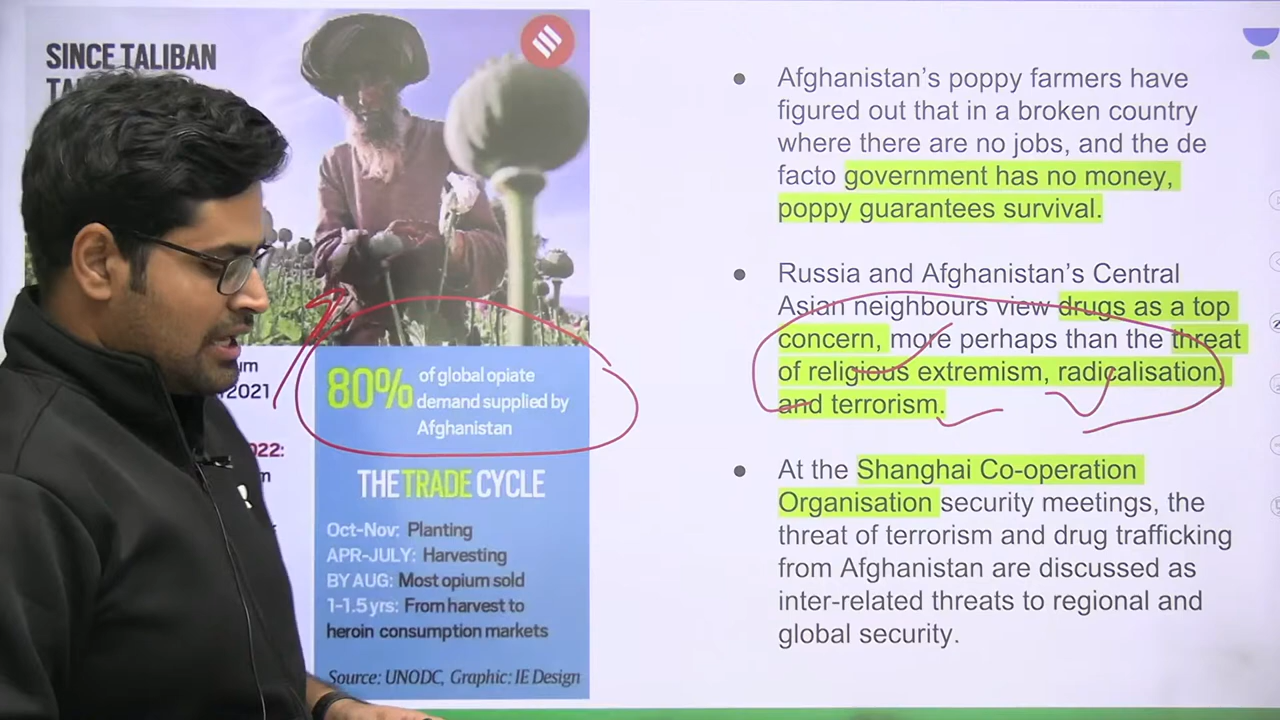 SINCE TALIBAN
2021
2022:
80% of global opiate
demand supplied by
Afghanistan
THE TRADE CYCLE
Oct-Nov: Planting
APR-JULY: Harvesting
BY AUG: Most opium sold
1-1.5 yrs: From harvest to
heroin consumption markets
Source: UNODC, Graphic: IE Design
● Afghanistan’s poppy farmers have
figured out that in a broken country
where there are no jobs, and the de
facto government has no money,
poppy guarantees survival.
● Russia and Afghanistan’s Central
Asian neighbours view drugs as a top
concern, more perhaps than the threat
of religious extremism, radicalisation,
and terrorism.
● At the Shanghai Co-operation
Organisation security meetings, the
threat of terrorism and drug trafficking
from Afghanistan are discussed as
inter-related threats to regional and
global security.